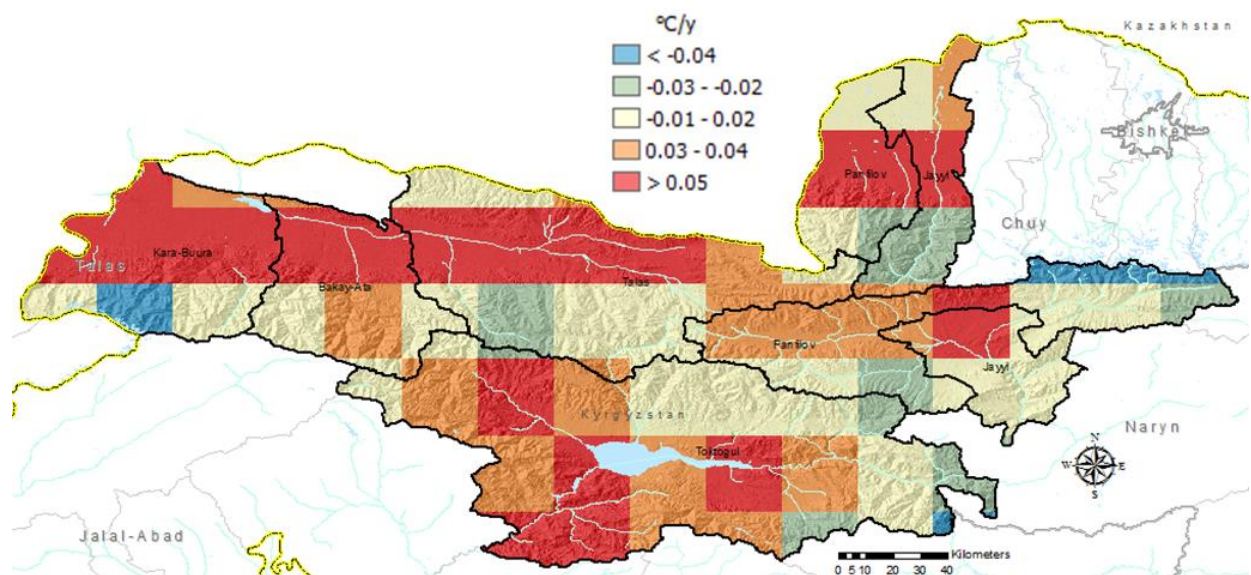 °C/y
< -0.04
-0.03 - -0.02
-0.01 - 0.02
0.03 - 0.04
> 0.05
Kazakhstan
Bishkek
Panfilov
Jayyl
Chuy
Kara-Buura
Talas
Bakay-Ata
Talas
Panfilov
Jayyl
Kyrgyzstan
Naryn
Toktogul
N
W
E
S
Jalal-Abad
Kilometers
0 5 10 20 30 40